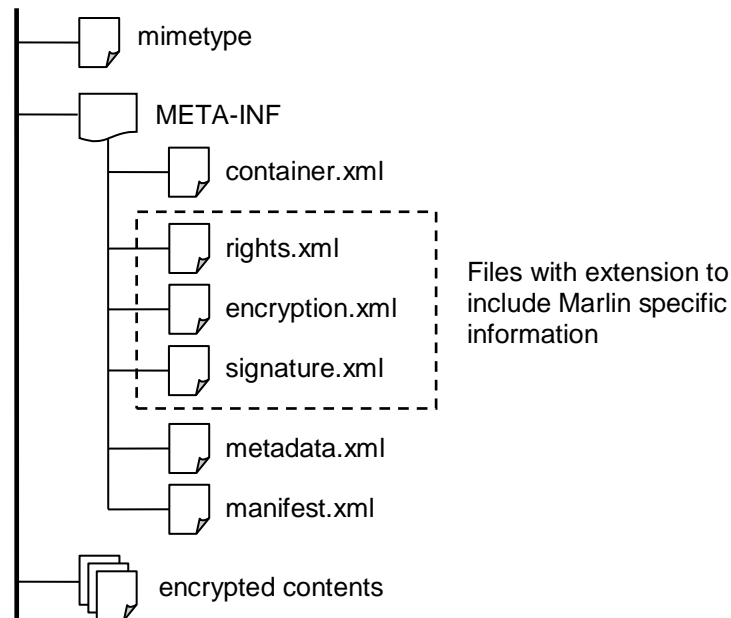 mimetype
META-INF
container.xml
rights.xml
encryption.xml
signature.xml
Files with extension to
include Marlin specific
information
metadata.xml
manifest.xml
encrypted contents